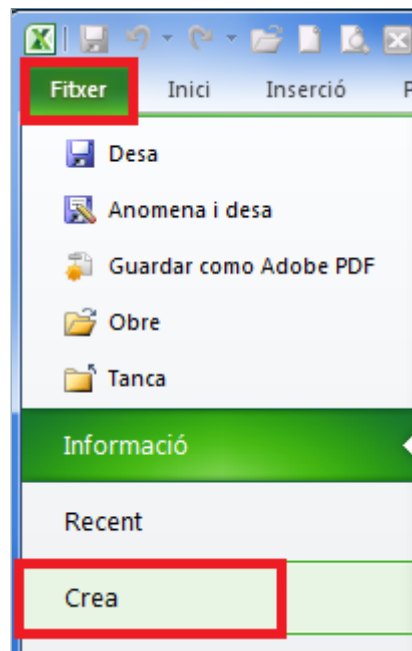 Fitxer Inici Inserció P
Desa
Anomena i desa
Guardar como Adobe PDF
Obre
Tanca
Informació
Recent
Crea